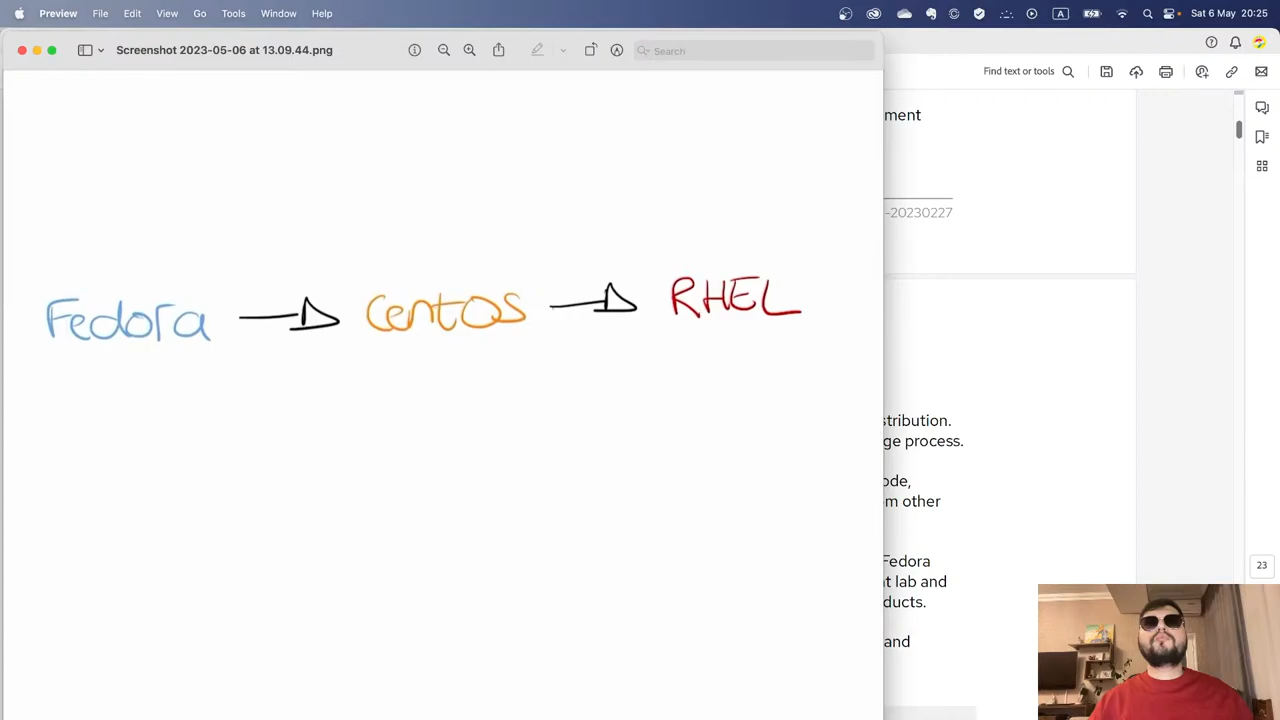 Preview File Edit View Go Tools Window Help
Sat 6 May 20:25
Screenshot 2023-05-06 at 13.09.44.png
Search
Find text or tools
ment
-20230227
Fedora CentOS RHEL
stribution.
ge process.
ode,
m other
Fedora
t lab and
ducts.
and
23